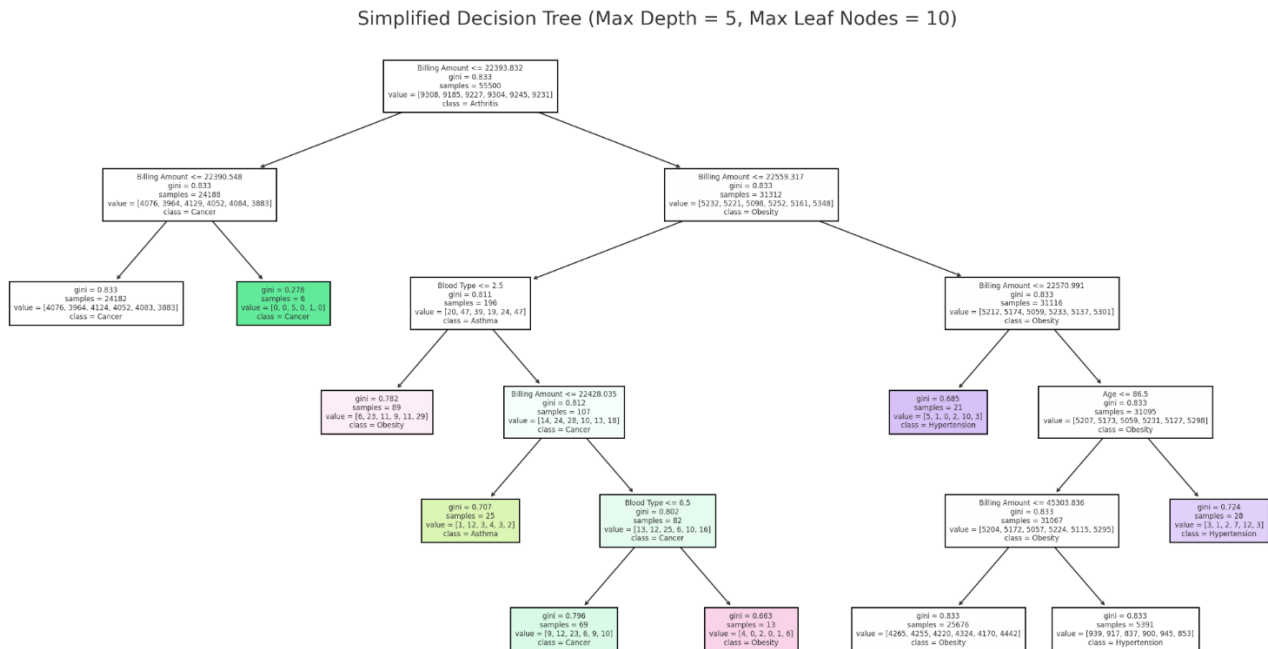 Simplified Decision Tree (Max Depth = 5, Max Leaf Nodes = 10)
Billing Amount <= 22393.832
gini = 0.833
samples = 55500
value = [9308, 9185, 9227, 9304, 9245, 9231]
class = Arthritis
Billing Amount <= 22390.548
gini = 0.833
samples = 24188
value = [4076, 3964, 4129, 4052, 4084, 3883]
class = Cancer
Billing Amount <= 22559.317
gini = 0.833
samples = 31312
value = [5232, 5221, 5098, 5252, 5161, 5348]
class = Obesity
gini = 0.833
samples = 24182
value = [4076, 3964, 4124, 4052, 4083, 3883]
class = Cancer
gini = 0.278
samples = 6
value = [0, 0, 5, 0, 1, 0]
class = Cancer
Blood Type <= 2.5
gini = 0.811
samples = 196
value = [20, 47, 39, 19, 24, 47]
class = Asthma
Billing Amount <= 22570.991
gini = 0.833
samples = 31116
value = [5212, 5174, 5059, 5233, 5137, 5301]
class = Obesity
gini = 0.782
samples = 89
value = [6, 23, 11, 9, 11, 29]
class = Obesity
Billing Amount <= 22428.035
gini = 0.812
samples = 107
value = [14, 24, 28, 10, 13, 18]
class = Cancer
gini = 0.685
samples = 21
value = [5, 1, 0, 2, 10, 3]
class = Hypertension
Age <= 86.5
gini = 0.833
samples = 31095
value = [5207, 5173, 5059, 5231, 5127, 5298]
class = Obesity
gini = 0.707
samples = 25
value = [1, 12, 3, 4, 3, 2]
class = Asthma
Blood Type <= 6.5
gini = 0.802
samples = 82
value = [13, 12, 25, 6, 10, 16]
class = Cancer
Billing Amount <= 45303.836
gini = 0.833
samples = 31067
value = [5204, 5172, 5057, 5224, 5115, 5295]
class = Obesity
gini = 0.724
samples = 28
value = [3, 1, 2, 7, 12, 3]
class = Hypertension
gini = 0.796
samples = 69
value = [9, 12, 23, 6, 9, 10]
class = Cancer
gini = 0.663
samples = 13
value = [4, 0, 2, 0, 1, 6]
class = Obesity
gini = 0.833
samples = 25676
value = [4265, 4255, 4220, 4324, 4170, 4442]
class = Obesity
gini = 0.833
samples = 5391
value = [939, 917, 837, 900, 945, 853]
class = Hypertension